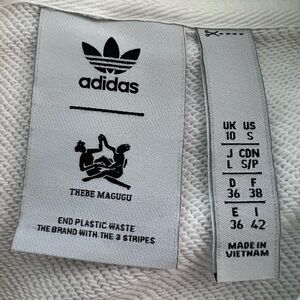 adidas
THEBE MAGUGU
END PLASTIC WASTE
THE BRAND WITH THE 3 STRIPES
UK US
10 S
J CDN
L S/P
D F
36 38
E I
36 42
MADE IN
VIETNAM